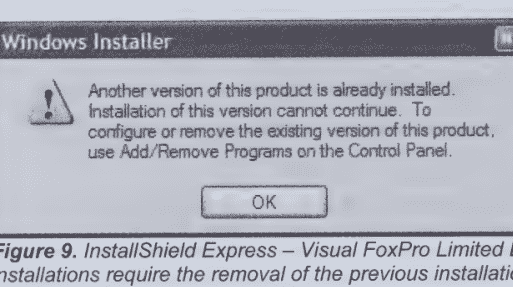 Windows Installer
Another version of this product is already installed.
Installation of this version cannot continue. To
configure or remove the existing version of this product,
use Add/Remove Programs on the Control Panel.
OK
Figure 9. InstallShield Express – Visual FoxPro Limited
nstallations require the removal of the previous installatio